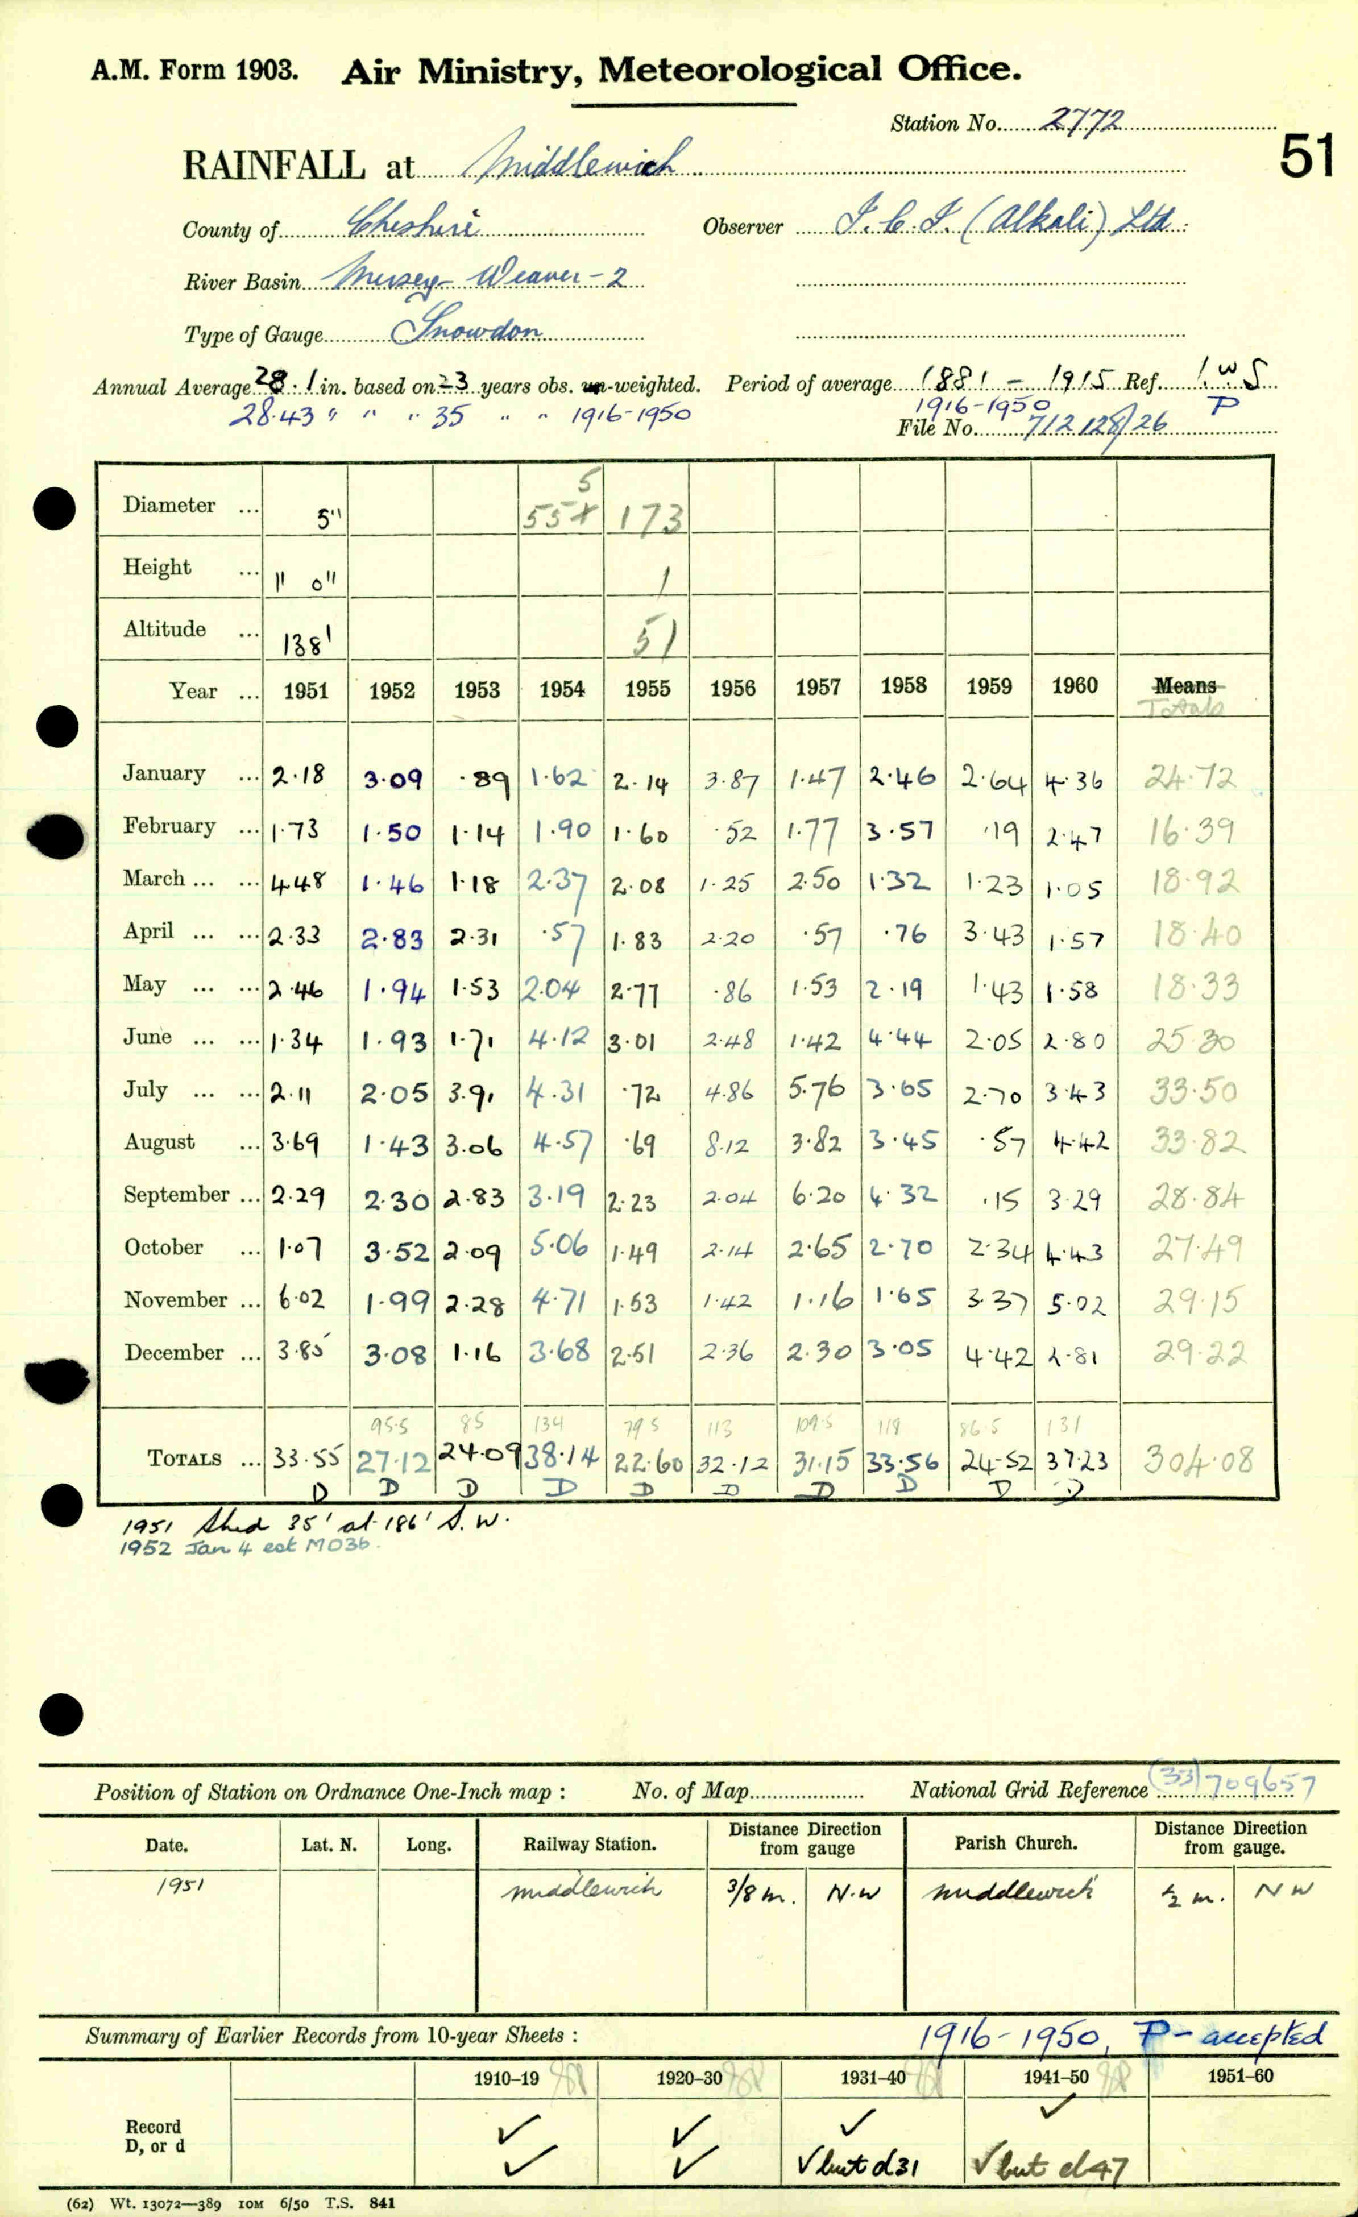 A.M. Form 1903. Air Ministry, Meteorological Office.
Station No. 2772
51
RAINFALL at Middlewich
County of Cheshire Observer I.C.I. (Alkali) Ltd.
River Basin Mersey-Weaver-2
Type of Gauge Snowdon
Annual Average 28.1 in. based on 23 years obs. un-weighted. Period of average 1881 - 1915 Ref. 1.W.S
28.43 " " " 35 " " 1916-1950 1916-1950 P
File No. 712128/26
Diameter ... 5" 5 55+ 173
Height ... 1' 0" 1
Altitude ... 138' 51
Year ... 1951 1952 1953 1954 1955 1956 1957 1958 1959 1960 Means
Totals
January ... 2.18 3.09 .89 1.62 2.14 3.87 1.47 2.46 2.64 4.36 24.72
February ... 1.73 1.50 1.14 1.90 1.60 .52 1.77 3.57 .19 2.47 16.39
March ... ... 4.48 1.46 1.18 2.37 2.08 1.25 2.50 1.32 1.23 1.05 18.92
April ... ... 2.33 2.83 2.31 .57 1.83 2.20 .57 .76 3.43 1.57 18.40
May ... ... 2.46 1.94 1.53 2.04 2.77 .86 1.53 2.19 1.43 1.58 18.33
June ... ... 1.34 1.93 1.71 4.12 3.01 2.48 1.42 4.44 2.05 2.80 25.30
July ... ... 2.11 2.05 3.91 4.31 .72 4.86 5.76 3.65 2.70 3.43 33.50
August ... 3.69 1.43 3.06 4.57 .69 8.12 3.82 3.45 .57 4.42 33.82
September ... 2.29 2.30 2.83 3.19 2.23 2.04 6.20 4.32 .15 3.29 28.84
October ... 1.07 3.52 2.09 5.06 1.49 2.14 2.65 2.70 2.34 4.43 27.49
November ... 6.02 1.99 2.28 4.71 1.53 1.42 1.16 1.65 3.37 5.02 29.15
December ... 3.85 3.08 1.16 3.68 2.51 2.36 2.30 3.05 4.42 2.81 29.22
95.5 85 134 79.5 113 109.5 118 86.5 131
TOTALS ... 33.55 27.12 24.09 38.14 22.60 32.12 31.15 33.56 24.52 37.23 304.08
D D D D D D D D D D
1951 Shed 35' at 186' S.W.
1952 Jan 4 est MO3b.
Position of Station on Ordnance One-Inch map : No. of Map National Grid Reference (33) 709657
Date. Lat. N. Long. Railway Station. Distance from Direction gauge Parish Church. Distance from Direction gauge.
1951 Middlewich 3/8 m. N.W Middlewich 1/2 m. N W
Summary of Earlier Records from 10-year Sheets : 1916-1950, P-accepted
1910-19 1920-30 1931-40 1941-50 1951-60
Record ✓ ✓ ✓ ✓
D, or d ✓ ✓ ✓ but d31 ✓ but d47
(62) Wt. 13072—389 10M 6/50 T.S. 841